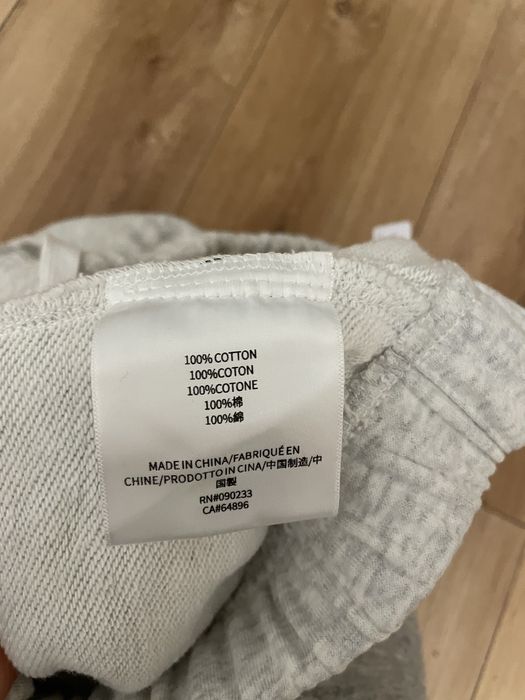 100% COTTON
100%COTON
100%COTONE
100%棉
100%綿
MADE IN CHINA/FABRIQUÉ EN
CHINE/PRODOTTO IN CINA/中国制造/中
国製
RN#090233
CA#64896